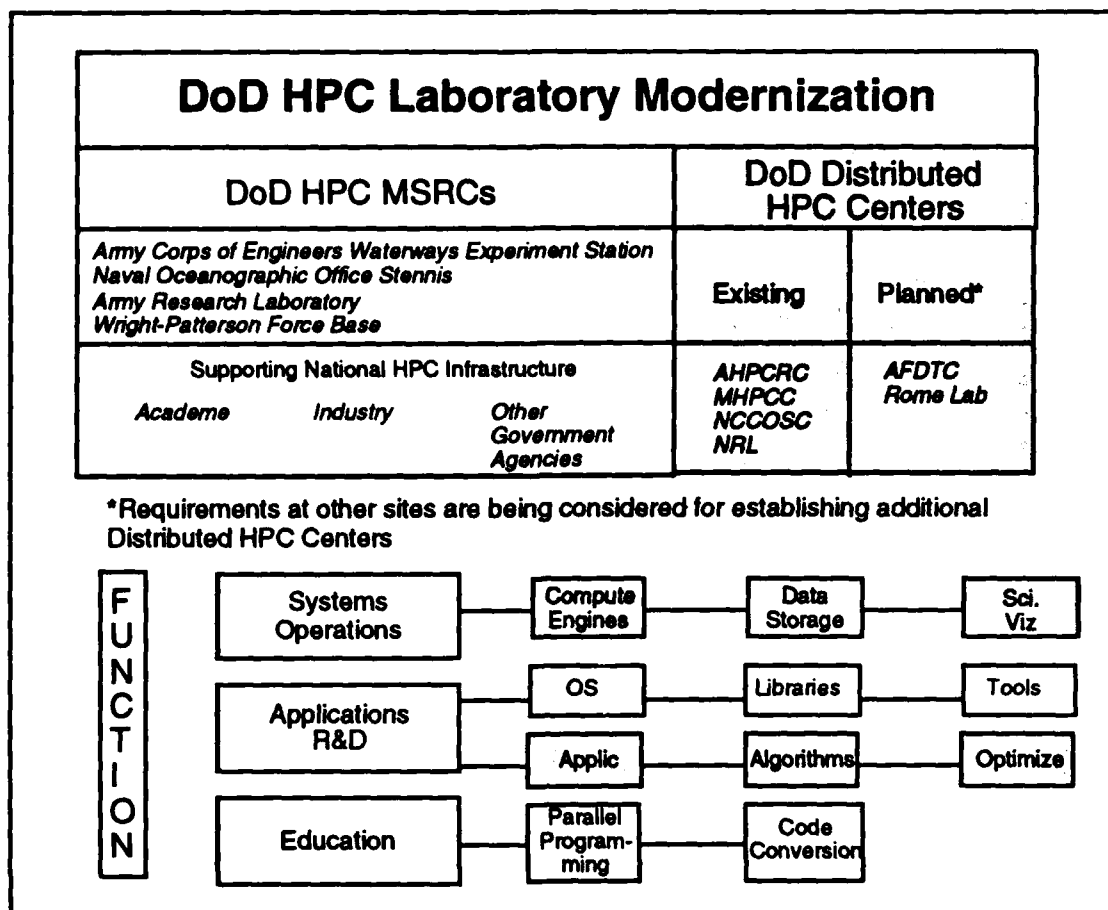 DoD HPC Laboratory Modernization
DoD HPC MSRCs
DoD Distributed
HPC Centers
Army Corps of Engineers Waterways Experiment Station
Naval Oceanographic Office Stennis
Army Research Laboratory
Wright-Patterson Force Base
Existing
Planned*
Supporting National HPC Infrastructure
Academe
Industry
Other
Government
Agencies
AHPCRC
MHPCC
NCCOSC
NRL
AFDTC
Rome Lab
*Requirements at other sites are being considered for establishing additional
Distributed HPC Centers
FUNCTION
Systems
Operations
Compute
Engines
Data
Storage
Sci.
Viz
Applications
R&D
OS
Libraries
Tools
Applic
Algorithms
Optimize
Education
Parallel
Program-
ming
Code
Conversion